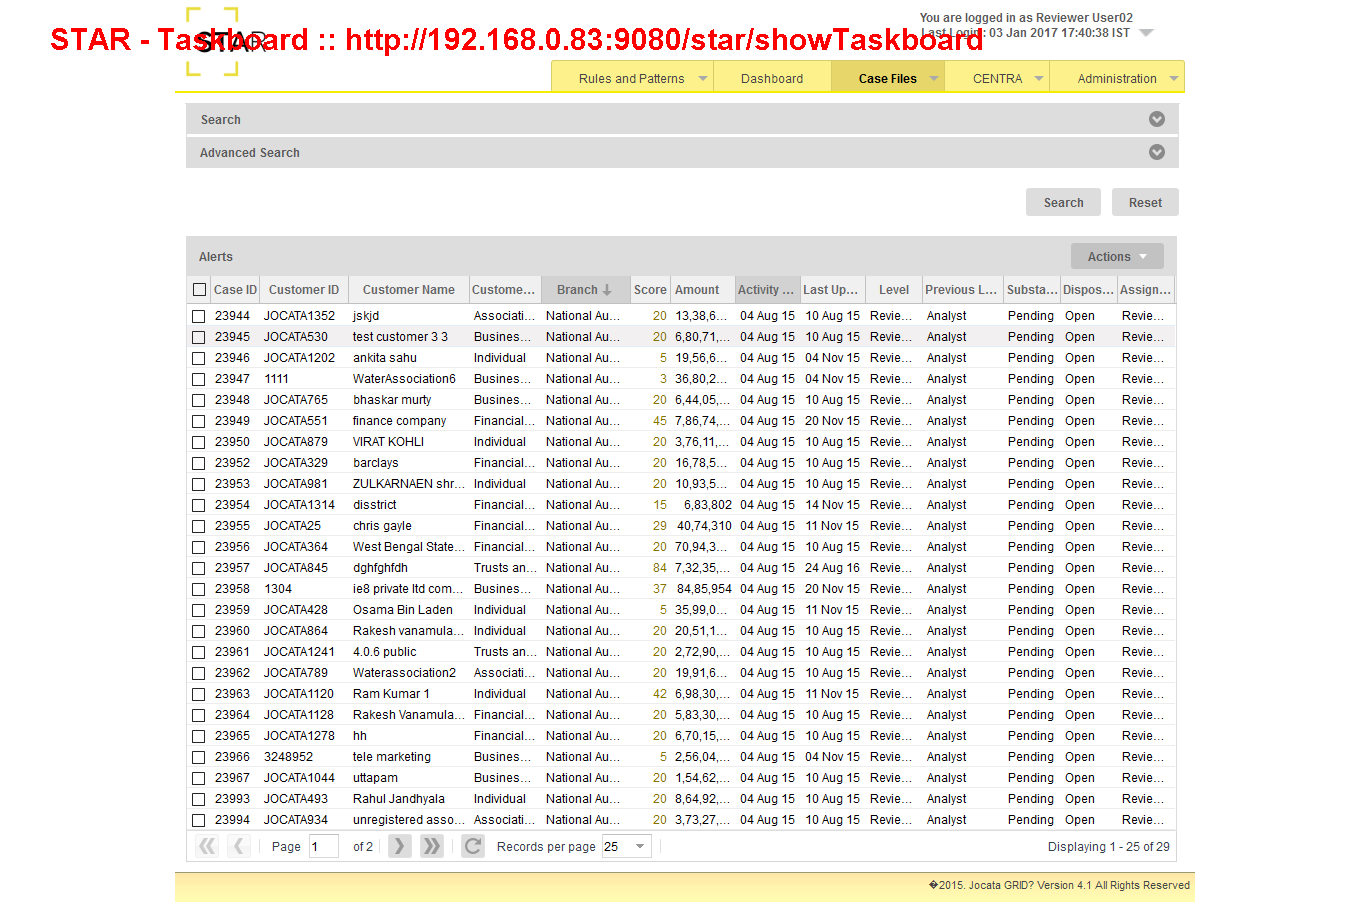 You are logged in as Reviewer User02
STAR - Taskboard :: http://192.168.0.83:9080/star/showTaskboard
STAR
Last Login : 03 Jan 2017 17:40:38 IST
Rules and Patterns Dashboard Case Files CENTRA Administration
Search
Advanced Search
Search Reset
Alerts Actions
Case ID Customer ID Customer Name Custome... Branch Score Amount Activity ... Last Up... Level Previous L... Substa... Dispos... Assign...
23944 JOCATA1352 jskjd Associati... National Au... 20 13,38,6... 04 Aug 15 10 Aug 15 Revie... Analyst Pending Open Revie...
23945 JOCATA530 test customer 3 3 Busines... National Au... 20 6,80,71,... 04 Aug 15 10 Aug 15 Revie... Analyst Pending Open Revie...
23946 JOCATA1202 ankita sahu Individual National Au... 5 19,56,6... 04 Aug 15 04 Nov 15 Revie... Analyst Pending Open Revie...
23947 1111 WaterAssociation6 Busines... National Au... 3 36,80,2... 04 Aug 15 04 Nov 15 Revie... Analyst Pending Open Revie...
23948 JOCATA765 bhaskar murty Busines... National Au... 20 6,44,05,... 04 Aug 15 10 Aug 15 Revie... Analyst Pending Open Revie...
23949 JOCATA551 finance company Financial... National Au... 45 7,86,74,... 04 Aug 15 20 Nov 15 Revie... Analyst Pending Open Revie...
23950 JOCATA879 VIRAT KOHLI Individual National Au... 20 3,76,11,... 04 Aug 15 10 Aug 15 Revie... Analyst Pending Open Revie...
23952 JOCATA329 barclays Financial... National Au... 20 16,78,5... 04 Aug 15 10 Aug 15 Revie... Analyst Pending Open Revie...
23953 JOCATA981 ZULKARNAEN shr... Individual National Au... 20 10,93,5... 04 Aug 15 10 Aug 15 Revie... Analyst Pending Open Revie...
23954 JOCATA1314 disstrict Financial... National Au... 15 6,83,802 04 Aug 15 14 Nov 15 Revie... Analyst Pending Open Revie...
23955 JOCATA25 chris gayle Financial... National Au... 29 40,74,310 04 Aug 15 11 Nov 15 Revie... Analyst Pending Open Revie...
23956 JOCATA364 West Bengal State... Financial... National Au... 20 70,94,3... 04 Aug 15 10 Aug 15 Revie... Analyst Pending Open Revie...
23957 JOCATA845 dghfghfdh Trusts an... National Au... 84 7,32,35,... 04 Aug 15 24 Aug 16 Revie... Analyst Pending Open Revie...
23958 1304 ie8 private ltd com... Busines... National Au... 37 84,85,954 04 Aug 15 20 Nov 15 Revie... Analyst Pending Open Revie...
23959 JOCATA428 Osama Bin Laden Individual National Au... 5 35,99,0... 04 Aug 15 11 Nov 15 Revie... Analyst Pending Open Revie...
23960 JOCATA864 Rakesh vanamula... Individual National Au... 20 20,51,1... 04 Aug 15 10 Aug 15 Revie... Analyst Pending Open Revie...
23961 JOCATA1241 4.0.6 public Trusts an... National Au... 20 2,72,90,... 04 Aug 15 10 Aug 15 Revie... Analyst Pending Open Revie...
23962 JOCATA789 Waterassociation2 Associati... National Au... 20 19,91,6... 04 Aug 15 10 Aug 15 Revie... Analyst Pending Open Revie...
23963 JOCATA1120 Ram Kumar 1 Individual National Au... 42 6,98,30,... 04 Aug 15 11 Nov 15 Revie... Analyst Pending Open Revie...
23964 JOCATA1128 Rakesh Vanamula... Financial... National Au... 20 5,83,30,... 04 Aug 15 10 Aug 15 Revie... Analyst Pending Open Revie...
23965 JOCATA1278 hh Financial... National Au... 20 6,70,15,... 04 Aug 15 10 Aug 15 Revie... Analyst Pending Open Revie...
23966 3248952 tele marketing Busines... National Au... 5 2,56,04,... 04 Aug 15 04 Nov 15 Revie... Analyst Pending Open Revie...
23967 JOCATA1044 uttapam Busines... National Au... 20 1,54,62,... 04 Aug 15 10 Aug 15 Revie... Analyst Pending Open Revie...
23993 JOCATA493 Rahul Jandhyala Individual National Au... 20 8,64,92,... 04 Aug 15 10 Aug 15 Revie... Analyst Pending Open Revie...
23994 JOCATA934 unregistered asso... Associati... National Au... 20 3,73,27,... 04 Aug 15 10 Aug 15 Revie... Analyst Pending Open Revie...
Page 1 of 2 Records per page 25 Displaying 1 - 25 of 29
�2015. Jocata GRID? Version 4.1 All Rights Reserved